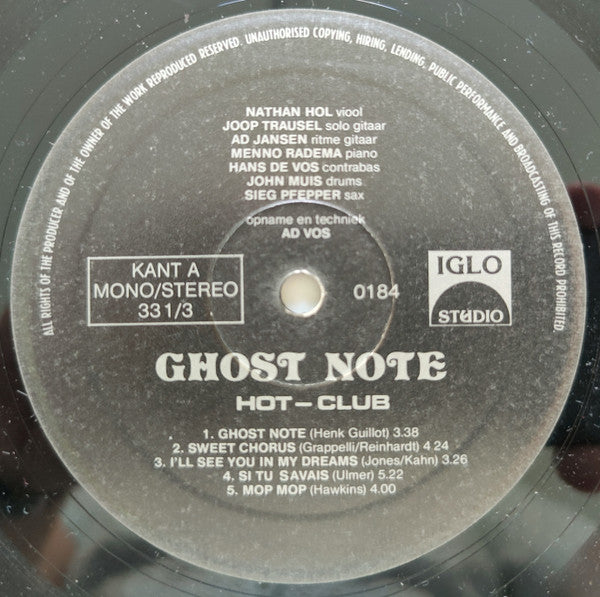 ALL RIGHTS OF THE PRODUCER AND OF THE OWNER OF THE WORK REPRODUCED RESERVED. UNAUTHORISED COPYING, HIRING, LENDING, PUBLIC PERFORMANCE AND BROADCASTING OF THIS RECORD PROHIBITED.
NATHAN HOL viool
JOOP TRAUSEL solo gitaar
AD JANSEN ritme gitaar
MENNO RADEMA piano
HANS DE VOS contrabas
JOHN MUIS drums
SIEG PFEPPER sax
opname en techniek
AD VOS
KANT A
MONO/STEREO
33 1/3
0184
IGLO
STUDIO
GHOST NOTE
HOT-CLUB
1. GHOST NOTE (Henk Guillot) 3.38
2. SWEET CHORUS (Grappelli/Reinhardt) 4.24
3. I'LL SEE YOU IN MY DREAMS (Jones/Kahn) 3.26
4. SI TU SAVAIS (Ulmer) 5.22
5. MOP MOP (Hawkins) 4.00